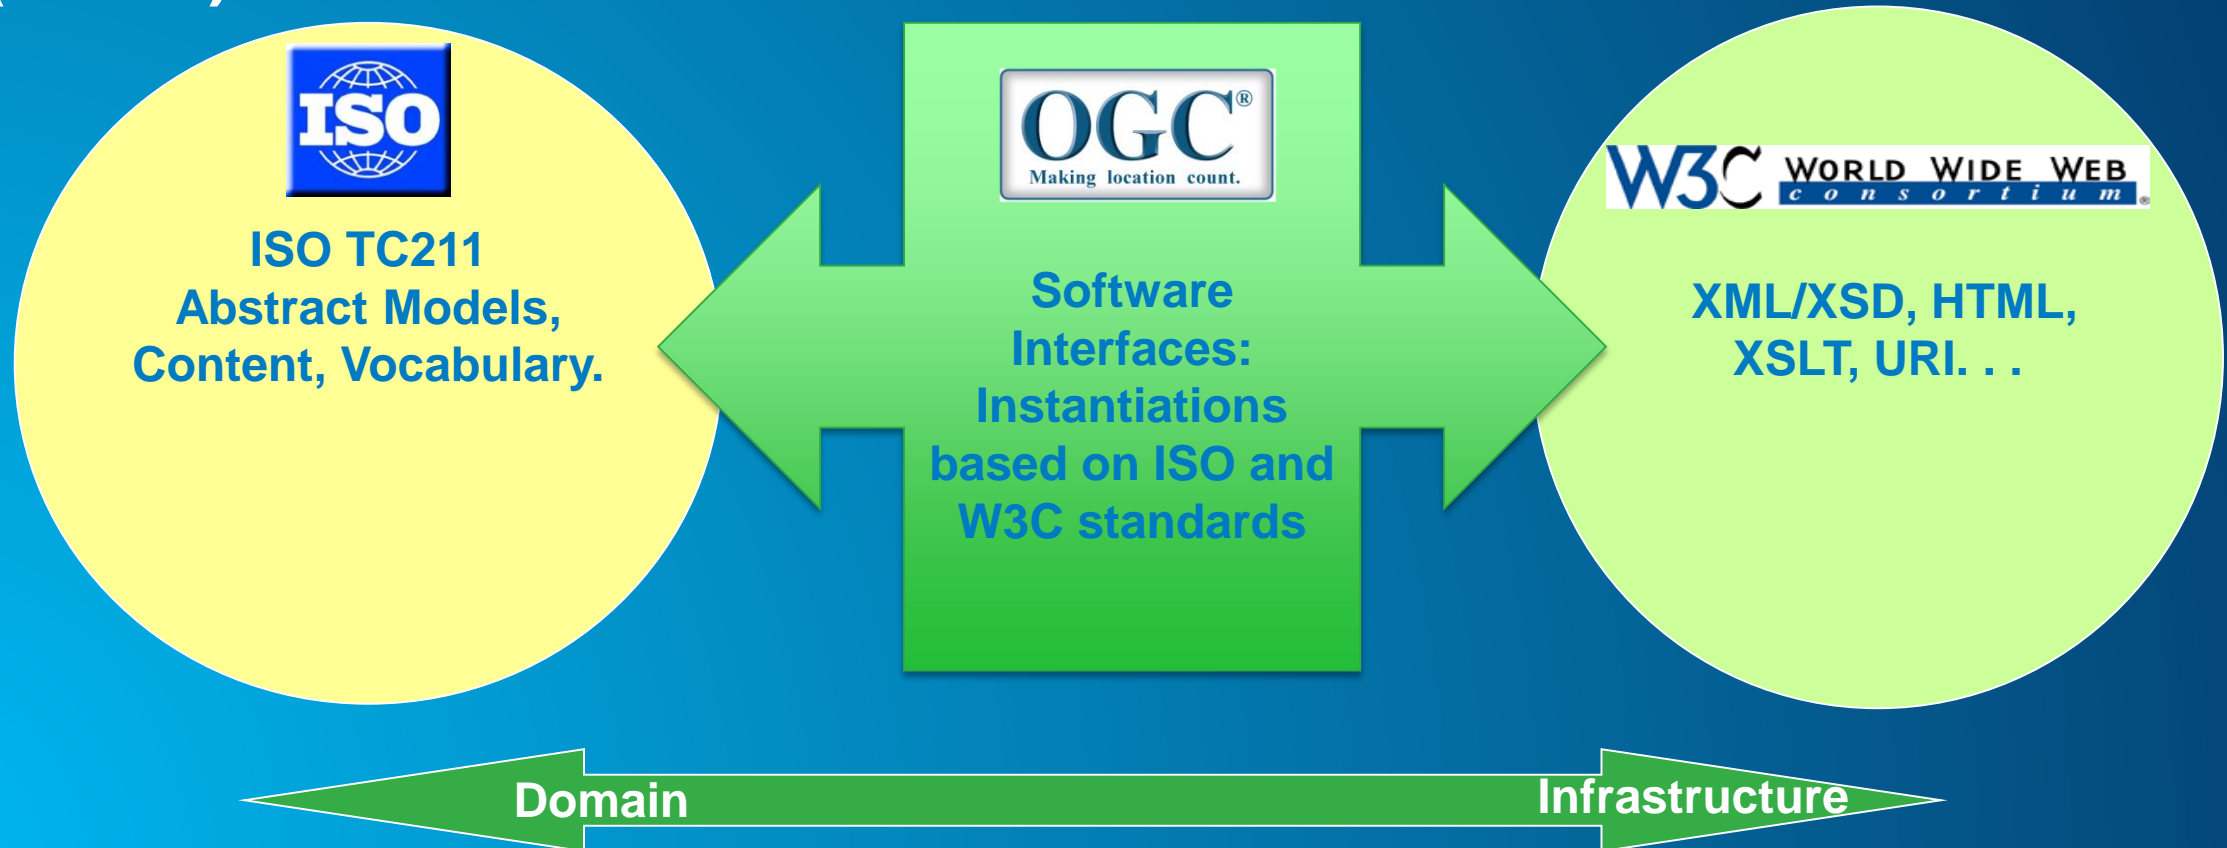 ISO
ISO TC211
Abstract Models,
Content, Vocabulary.
OGC®
Making location count.
Software
Interfaces:
Instantiations
based on ISO and
W3C standards
W3C WORLD WIDE WEB
consortium®
XML/XSD, HTML,
XSLT, URI. . .
Domain
Infrastructure